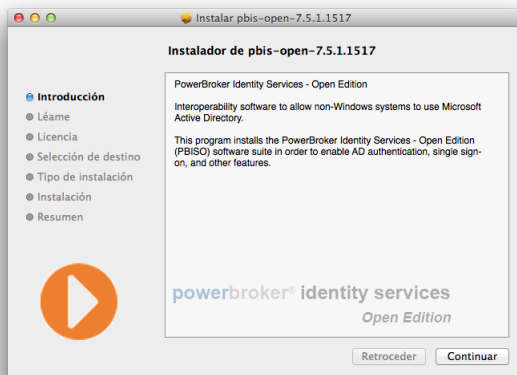 Instalar pbis-open-7.5.1.1517
Instalador de pbis-open-7.5.1.1517
Introducción
Léame
Licencia
Selección de destino
Tipo de instalación
Instalación
Resumen
PowerBroker Identity Services - Open Edition
Interoperability software to allow non-Windows systems to use Microsoft
Active Directory.
This program installs the PowerBroker Identity Services - Open Edition
(PBISO) software suite in order to enable AD authentication, single sign-
on, and other features.
powerbroker® identity services
Open Edition
Retroceder
Continuar